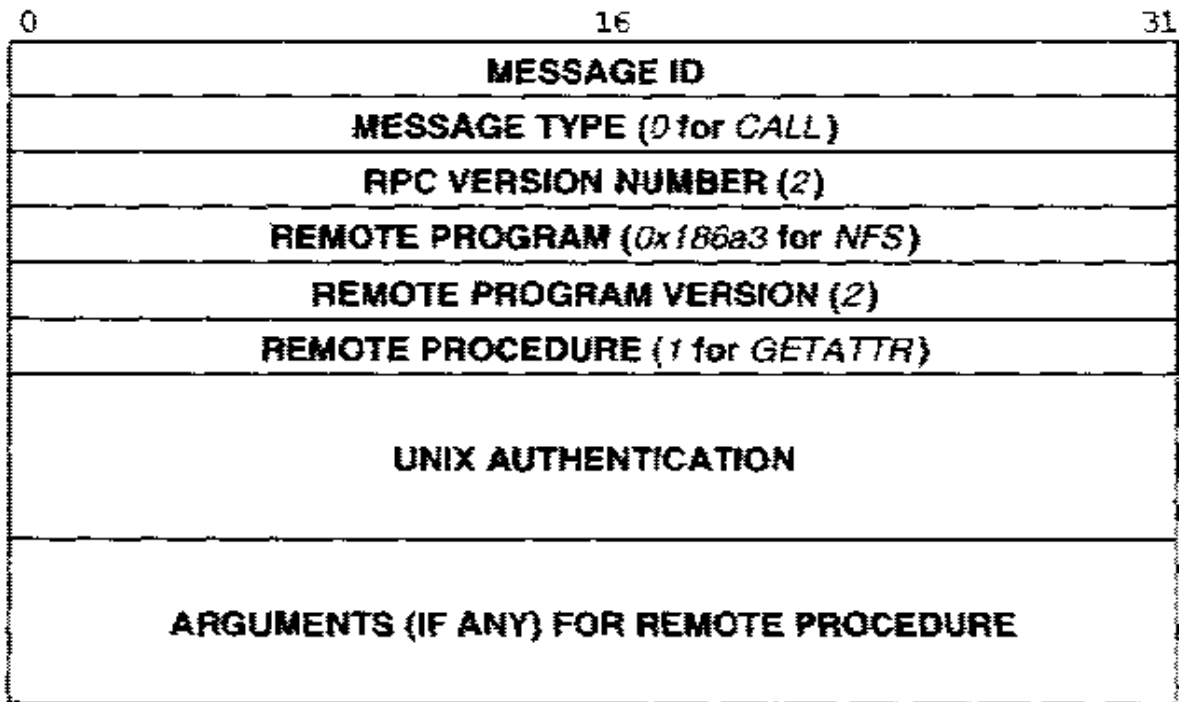 0 16 31
MESSAGE ID
MESSAGE TYPE (0 for CALL)
RPC VERSION NUMBER (2)
REMOTE PROGRAM (0x186a3 for NFS)
REMOTE PROGRAM VERSION (2)
REMOTE PROCEDURE (1 for GETATTR)
UNIX AUTHENTICATION
ARGUMENTS (IF ANY) FOR REMOTE PROCEDURE